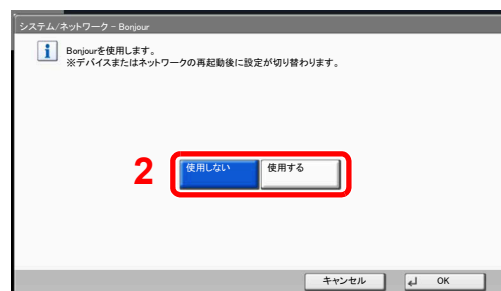 システム/ネットワーク - Bonjour
Bonjourを使用します。
※デバイスまたはネットワークの再起動後に設定が切り替わります。
2
使用しない
使用する
キャンセル
OK